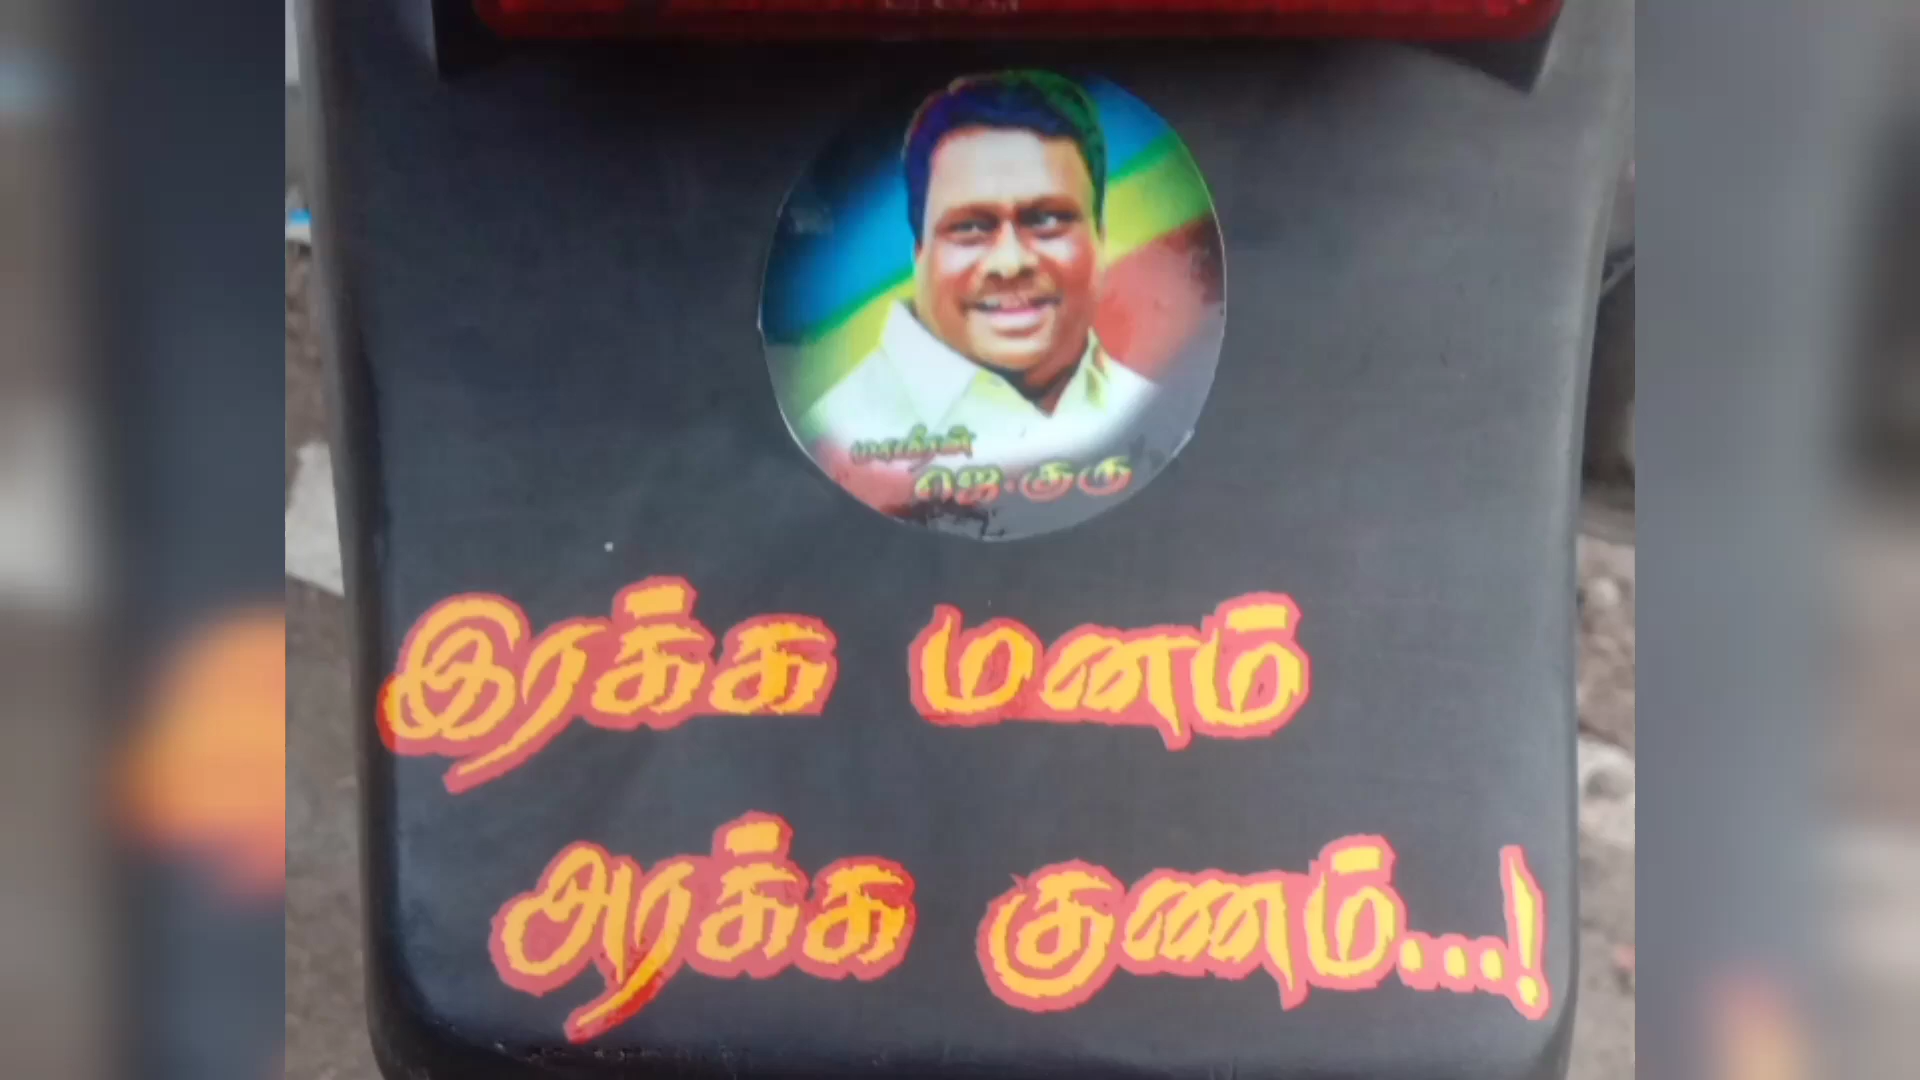 மாவீரன்
ஜெ.குரு
இரக்க மனம்
அரக்க குணம்...!